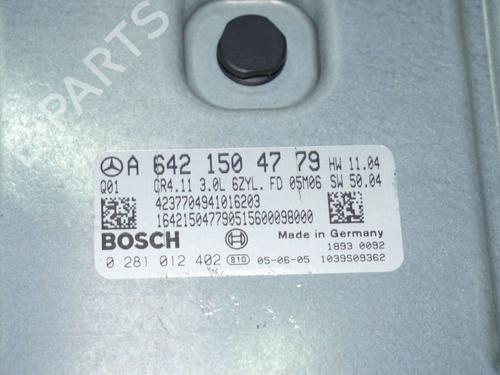 PARTS
A 642 150 47 79 HW 11.04
Q01 CR4.11 3.0L 6ZYL. FD 05M06 SW 50.04
4237704941016203
164215047790515600098000
BOSCH Made in Germany
1893 0092
0 281 012 402 810 05-06-05 1039S09362